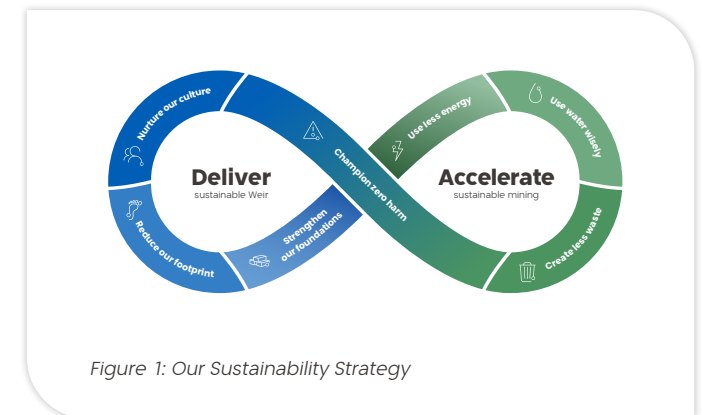 Nurture our culture
Use less energy
Use water wisely
Champion zero harm
Deliver
sustainable Weir
Accelerate
sustainable mining
Reduce our footprint
Strengthen
our foundations
Create less waste
Figure 1: Our Sustainability Strategy